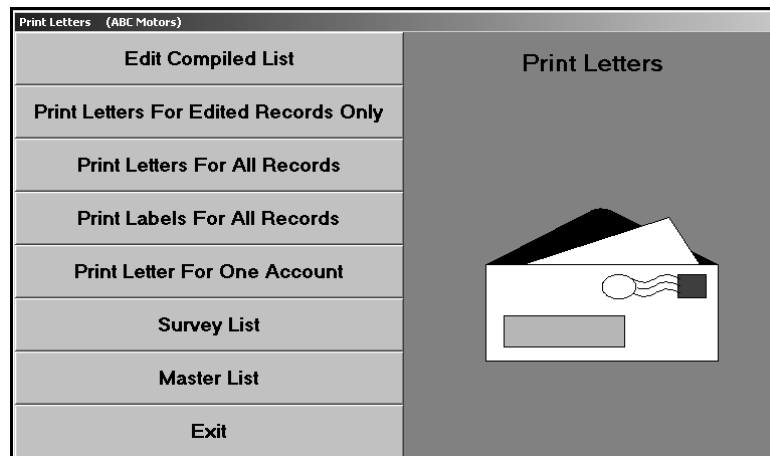 Print Letters (ABC Motors)
Edit Compiled List
Print Letters For Edited Records Only
Print Letters For All Records
Print Labels For All Records
Print Letter For One Account
Survey List
Master List
Exit
Print Letters